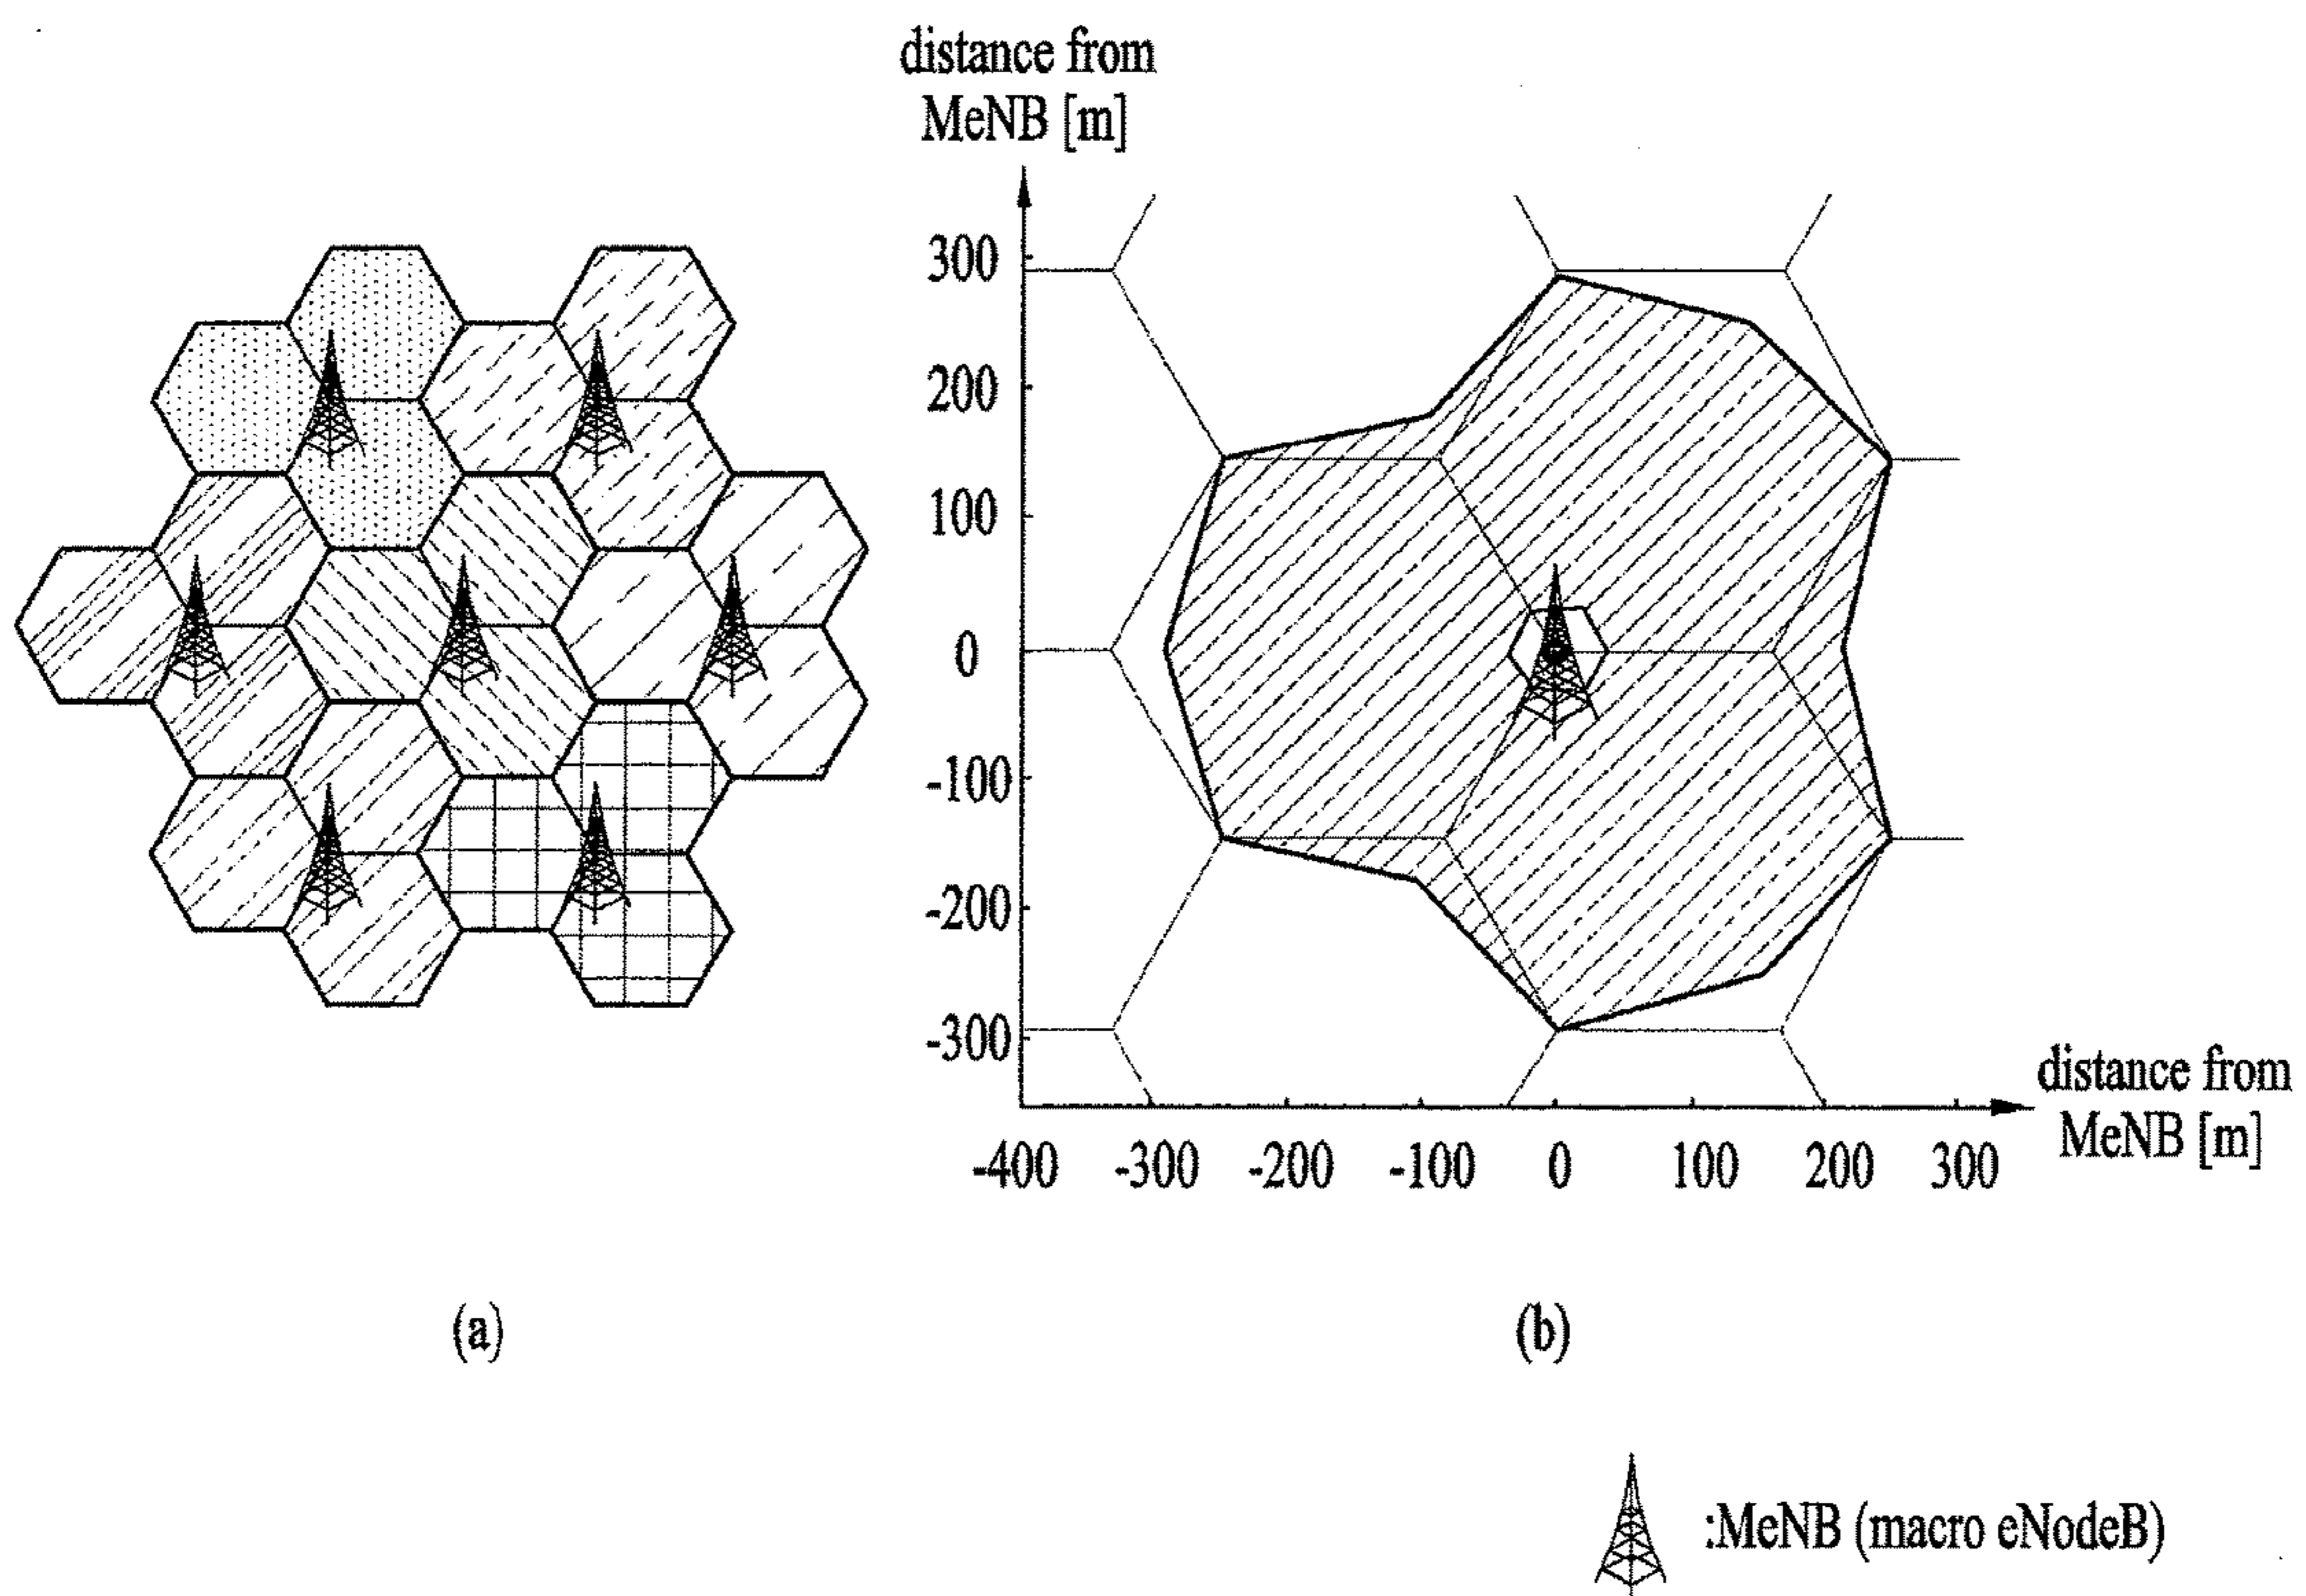 distance from
MeNB [m]
300
200
100
0
-100
-200
-300
distance from
MeNB [m]
-400 -300 -200 -100 0 100 200 300
(a) (b)
:MeNB (macro eNodeB)